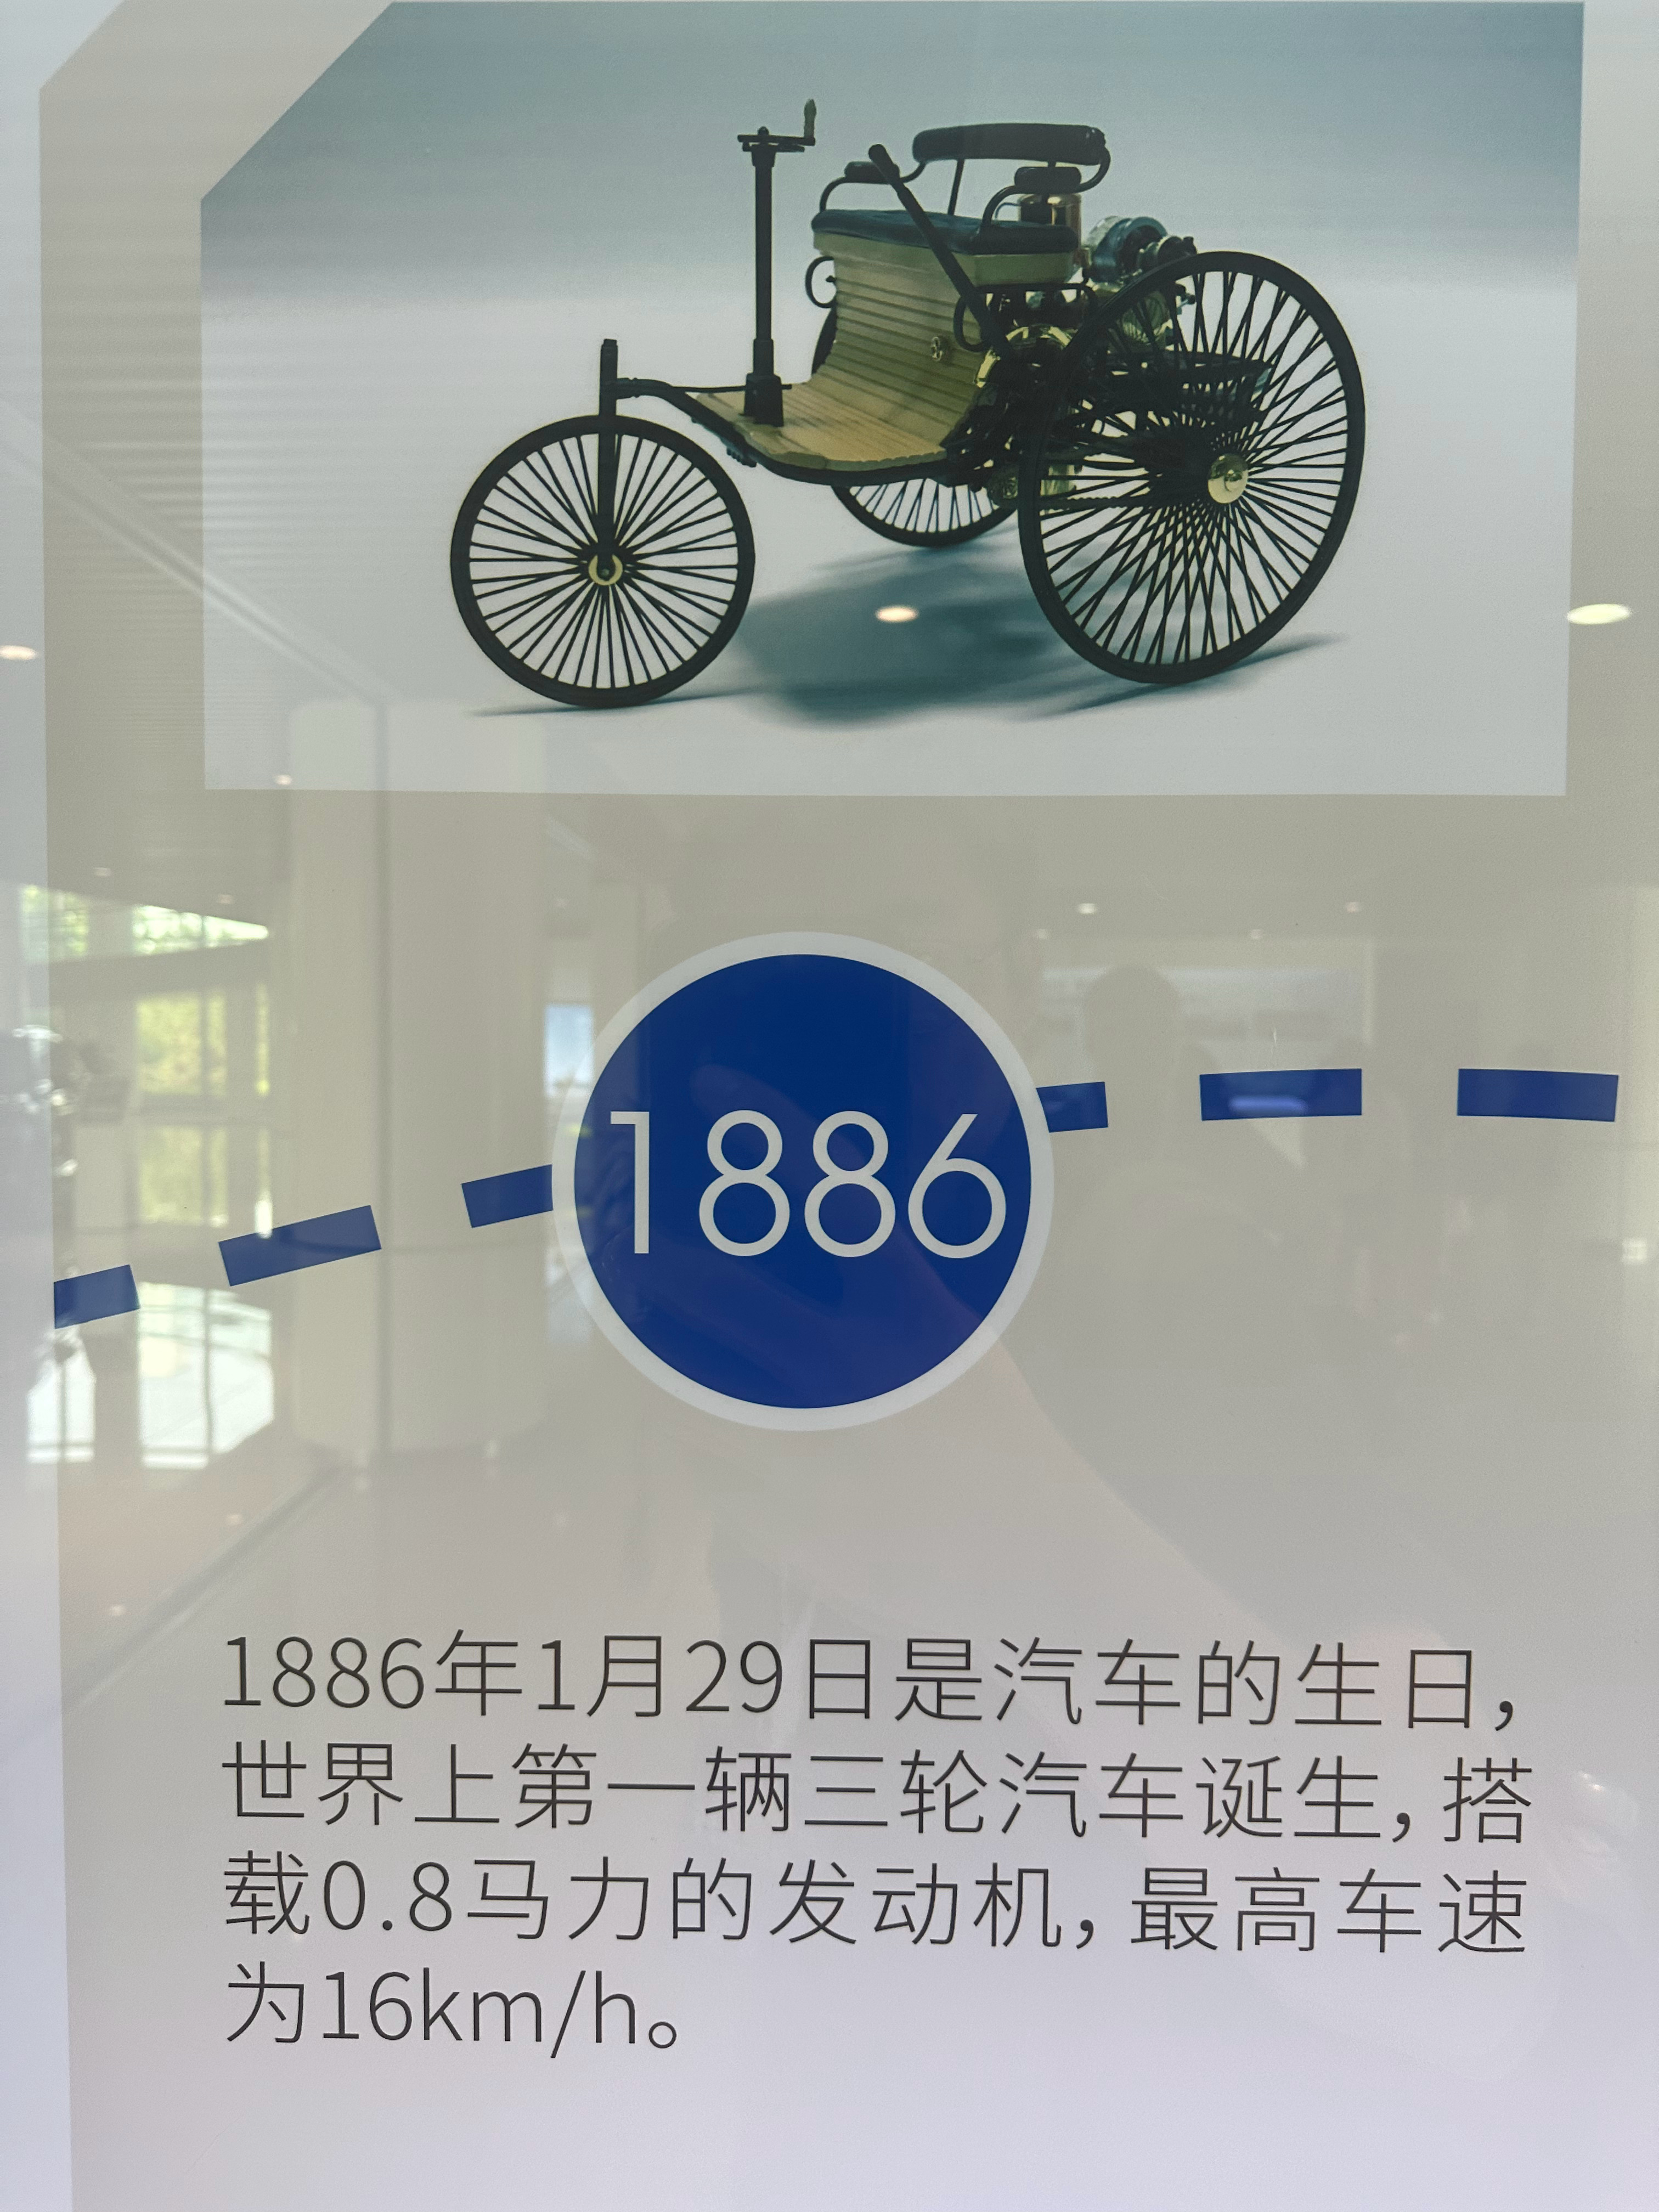 1886
1886年1月29日是汽车的生日，
世界上第一辆三轮汽车诞生，搭
载0.8马力的发动机，最高车速
为16km/h。